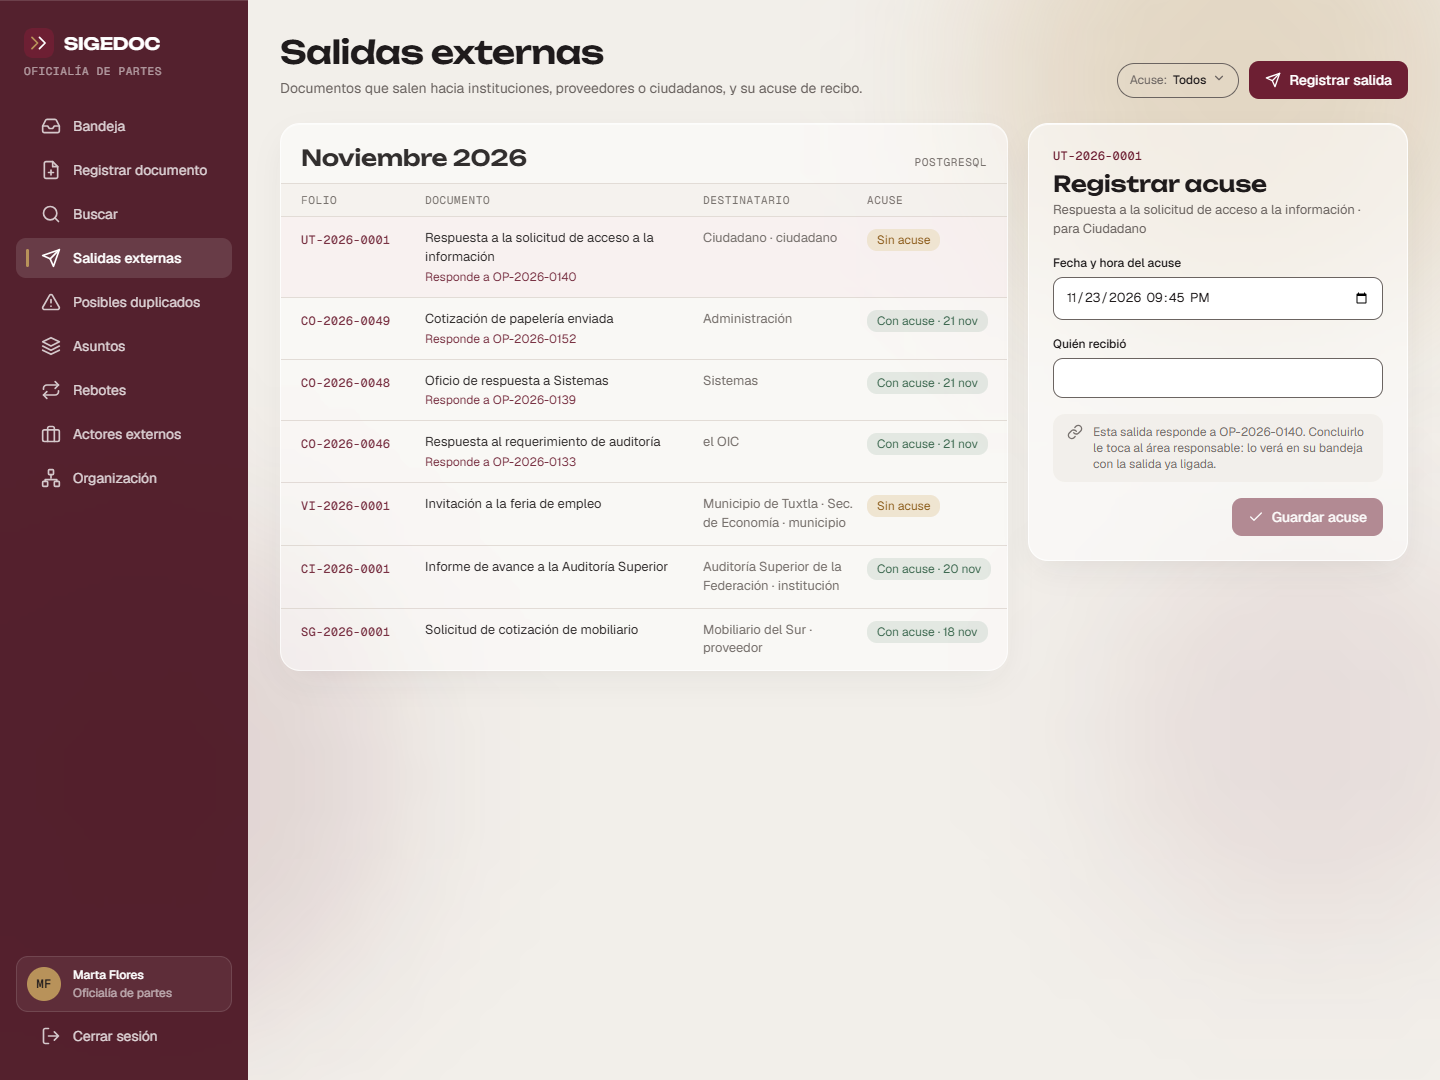 SIGEDOC
OFICIALÍA DE PARTES
Bandeja
Registrar documento
Buscar
Salidas externas
Posibles duplicados
Asuntos
Rebotes
Actores externos
Organización
MF
Marta Flores
Oficialía de partes
Cerrar sesión
Salidas externas
Documentos que salen hacia instituciones, proveedores o ciudadanos, y su acuse de recibo.
Acuse: Todos
Registrar salida
Noviembre 2026
POSTGRESQL
FOLIO DOCUMENTO DESTINATARIO ACUSE
UT-2026-0001 Respuesta a la solicitud de acceso a la Ciudadano · ciudadano Sin acuse
información
Responde a OP-2026-0140
CO-2026-0049 Cotización de papelería enviada Administración Con acuse · 21 nov
Responde a OP-2026-0152
CO-2026-0048 Oficio de respuesta a Sistemas Sistemas Con acuse · 21 nov
Responde a OP-2026-0139
CO-2026-0046 Respuesta al requerimiento de auditoría el OIC Con acuse · 21 nov
Responde a OP-2026-0133
VI-2026-0001 Invitación a la feria de empleo Municipio de Tuxtla · Sec. Sin acuse
de Economía · municipio
CI-2026-0001 Informe de avance a la Auditoría Superior Auditoría Superior de la Con acuse · 20 nov
Federación · institución
SG-2026-0001 Solicitud de cotización de mobiliario Mobiliario del Sur · Con acuse · 18 nov
proveedor
UT-2026-0001
Registrar acuse
Respuesta a la solicitud de acceso a la información ·
para Ciudadano
Fecha y hora del acuse
11/23/2026 09:45 PM
Quién recibió
Esta salida responde a OP-2026-0140. Concluirlo
le toca al área responsable: lo verá en su bandeja
con la salida ya ligada.
Guardar acuse